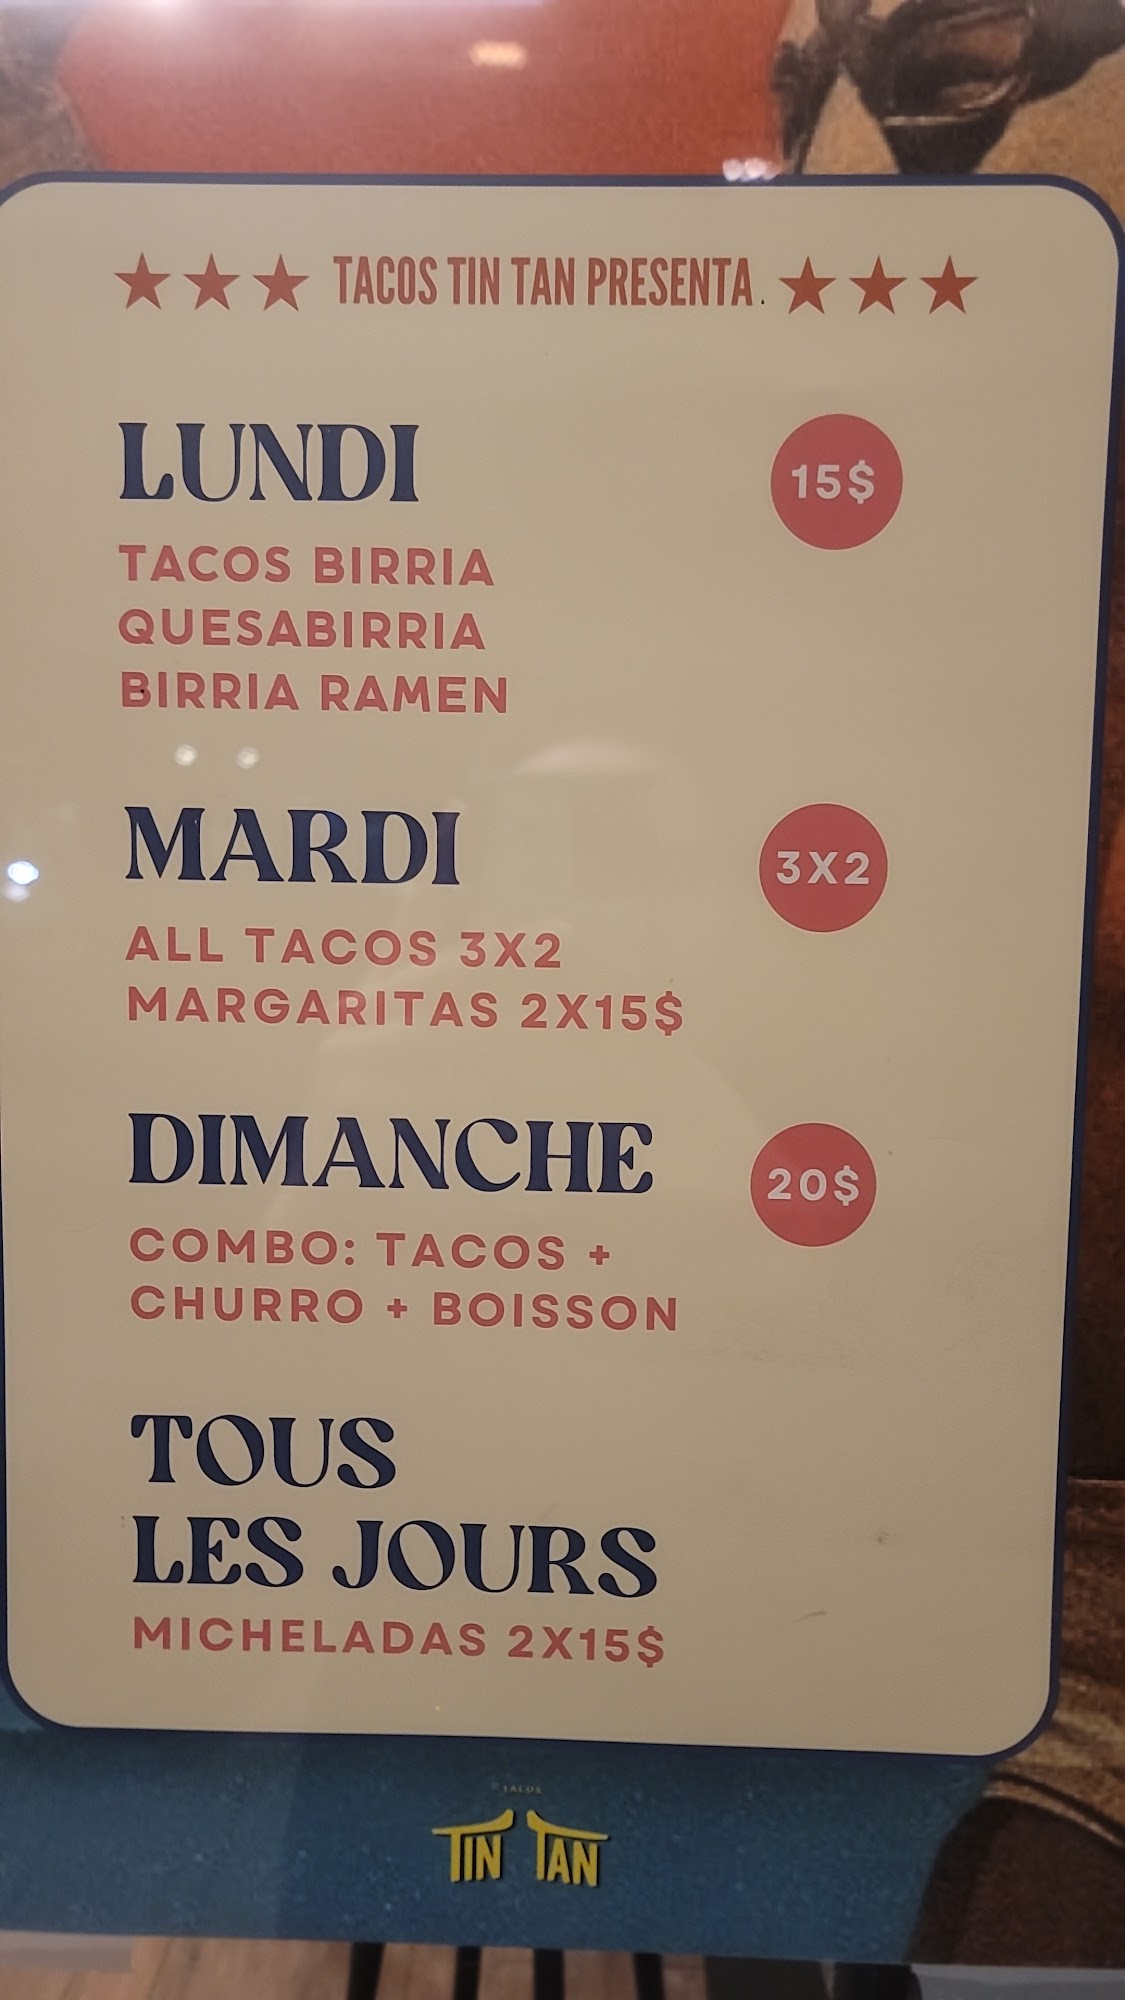 TACOS TIN TAN PRESENTA.
LUNDI
15$
TACOS BIRRIA
QUESABIRRIA
BIRRIA RAMEN
MARDI
3X2
ALL TACOS 3X2
MARGARITAS 2X15$
DIMANCHE
20$
COMBO: TACOS +
CHURRO + BOISSON
TOUS
LES JOURS
MICHELADAS 2X15$
TACOS
TIN TAN